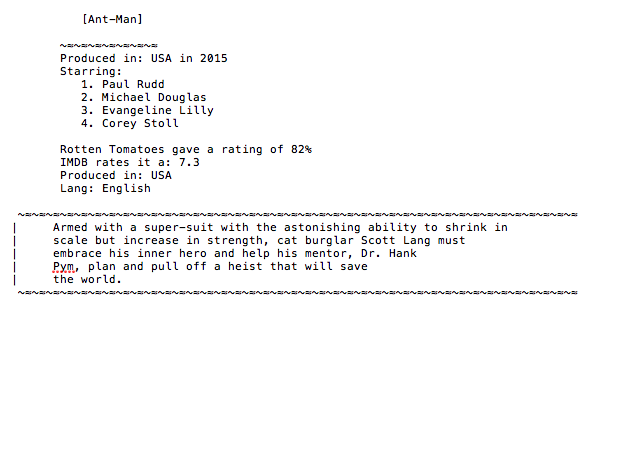 [Ant-Man]
~≈~≈~≈~≈~≈~≈~≈
Produced in: USA in 2015
Starring:
1. Paul Rudd
2. Michael Douglas
3. Evangeline Lilly
4. Corey Stoll
Rotten Tomatoes gave a rating of 82%
IMDB rates it a: 7.3
Produced in: USA
Lang: English
~≈~≈~≈~≈~≈~≈~≈~≈~≈~≈~≈~≈~≈~≈~≈~≈~≈~≈~≈~≈~≈~≈~≈~≈~≈~≈~≈~≈~≈~≈~≈~≈~≈~≈~≈~≈~≈~≈~≈~≈
| Armed with a super-suit with the astonishing ability to shrink in
| scale but increase in strength, cat burglar Scott Lang must
| embrace his inner hero and help his mentor, Dr. Hank
| Pym, plan and pull off a heist that will save
| the world.
~≈~≈~≈~≈~≈~≈~≈~≈~≈~≈~≈~≈~≈~≈~≈~≈~≈~≈~≈~≈~≈~≈~≈~≈~≈~≈~≈~≈~≈~≈~≈~≈~≈~≈~≈~≈~≈~≈~≈~≈